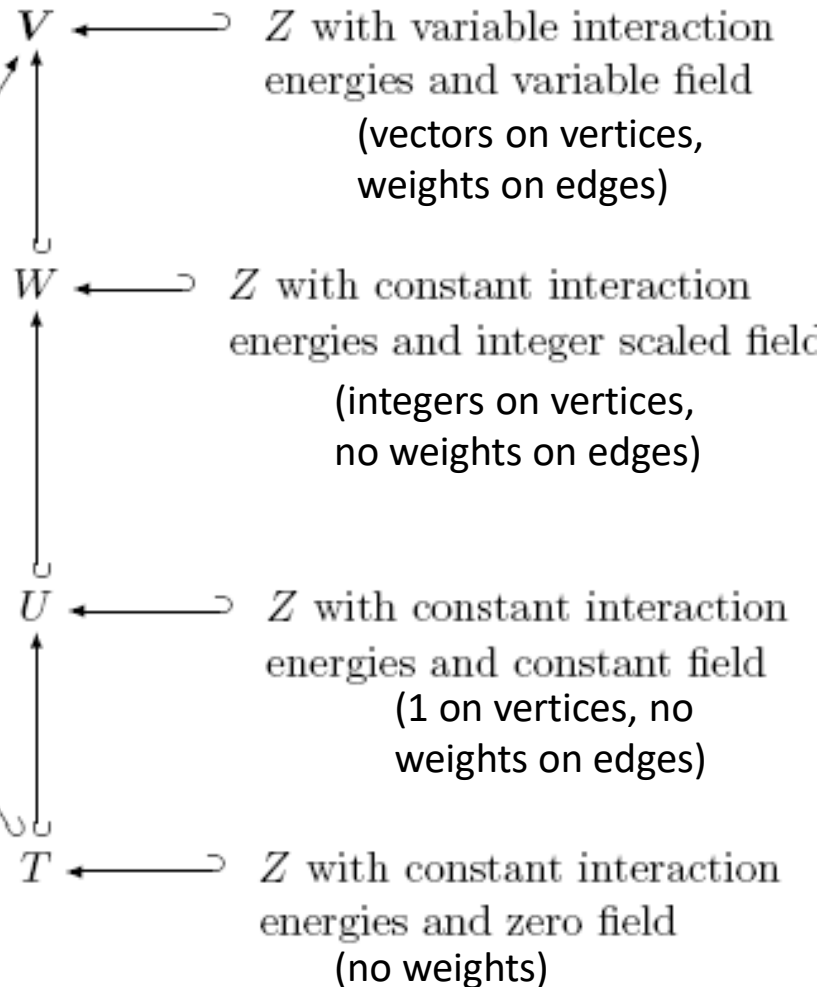 V Z with variable interaction
energies and variable field
(vectors on vertices,
weights on edges)
W Z with constant interaction
energies and integer scaled field
(integers on vertices,
no weights on edges)
U Z with constant interaction
energies and constant field
(1 on vertices, no
weights on edges)
T Z with constant interaction
energies and zero field
(no weights)